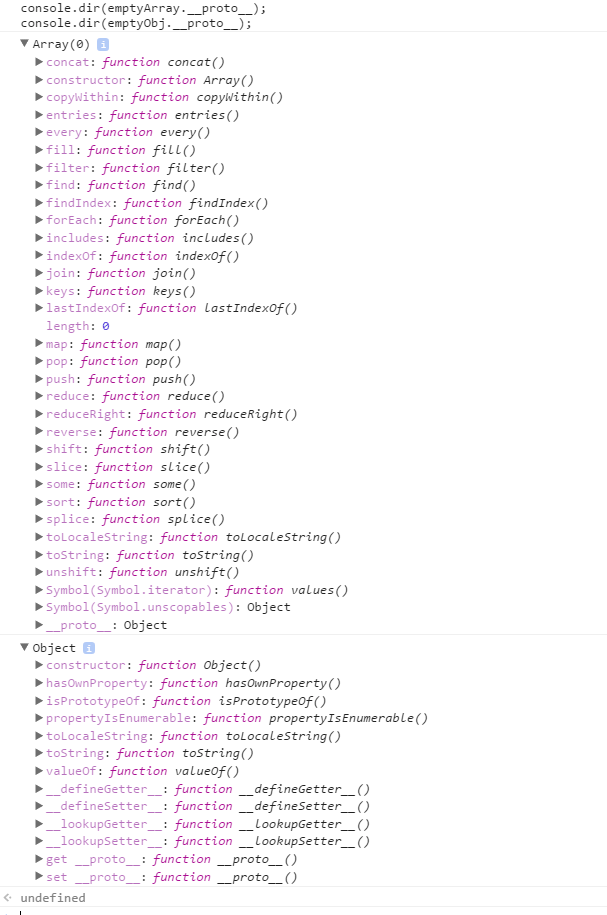 console.dir(emptyArray.__proto__);
console.dir(emptyObj.__proto__);
Array(0) i
concat: function concat()
constructor: function Array()
copyWithin: function copyWithin()
entries: function entries()
every: function every()
fill: function fill()
filter: function filter()
find: function find()
findIndex: function findIndex()
forEach: function forEach()
includes: function includes()
indexOf: function indexOf()
join: function join()
keys: function keys()
lastIndexOf: function lastIndexOf()
length: 0
map: function map()
pop: function pop()
push: function push()
reduce: function reduce()
reduceRight: function reduceRight()
reverse: function reverse()
shift: function shift()
slice: function slice()
some: function some()
sort: function sort()
splice: function splice()
toLocaleString: function toLocaleString()
toString: function toString()
unshift: function unshift()
Symbol(Symbol.iterator): function values()
Symbol(Symbol.unscopables): Object
__proto__: Object
Object i
constructor: function Object()
hasOwnProperty: function hasOwnProperty()
isPrototypeOf: function isPrototypeOf()
propertyIsEnumerable: function propertyIsEnumerable()
toLocaleString: function toLocaleString()
toString: function toString()
valueOf: function valueOf()
__defineGetter__: function __defineGetter__()
__defineSetter__: function __defineSetter__()
__lookupGetter__: function __lookupGetter__()
__lookupSetter__: function __lookupSetter__()
get __proto__: function __proto__()
set __proto__: function __proto__()
undefined